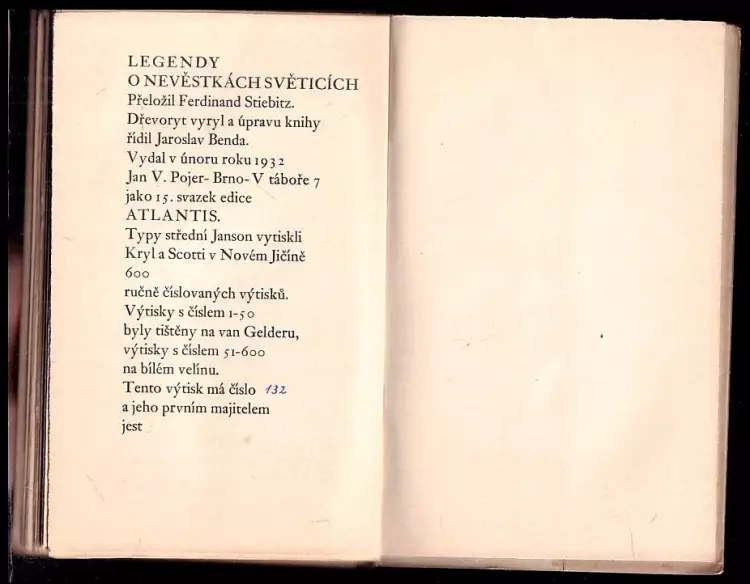 LEGENDY
O NEVĚSTKÁCH SVĚTICÍCH
Přeložil Ferdinand Stiebitz.
Dřevoryt vyryl a úpravu knihy
řídil Jaroslav Benda.
Vydal v únoru roku 1932
Jan V. Pojer- Brno- V táboře 7
jako 15. svazek edice
ATLANTIS.
Typy střední Janson vytiskli
Kryl a Scotti v Novém Jičíně
600
ručně číslovaných výtisků.
Výtisky s číslem 1-50
byly tištěny na van Gelderu,
výtisky s číslem 51-600
na bílém velínu.
Tento výtisk má číslo 132
a jeho prvním majitelem
jest